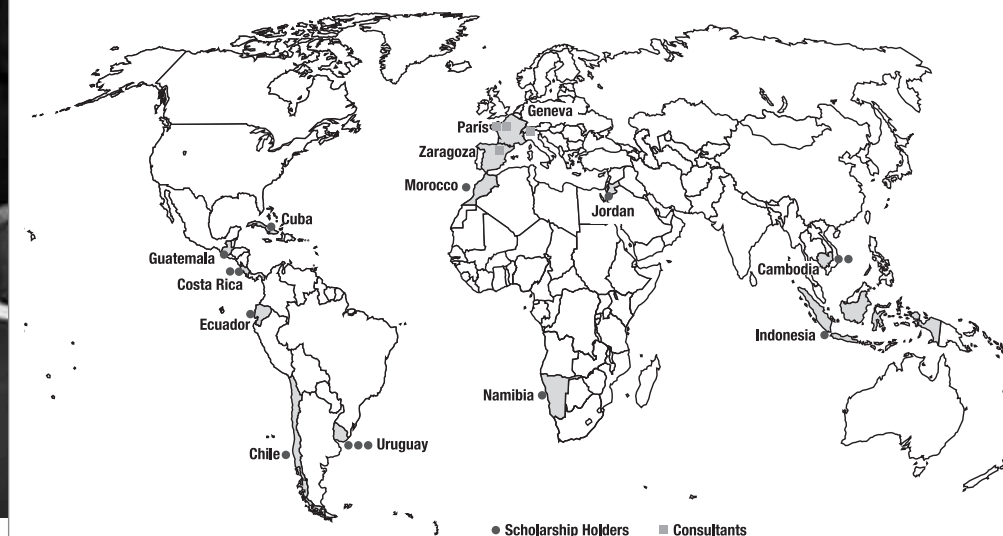 Geneva
Paris
Zaragoza
Morocco
Jordan
Cuba
Guatemala
Costa Rica
Cambodia
Ecuador
Indonesia
Namibia
Uruguay
Chile
Scholarship Holders
Consultants